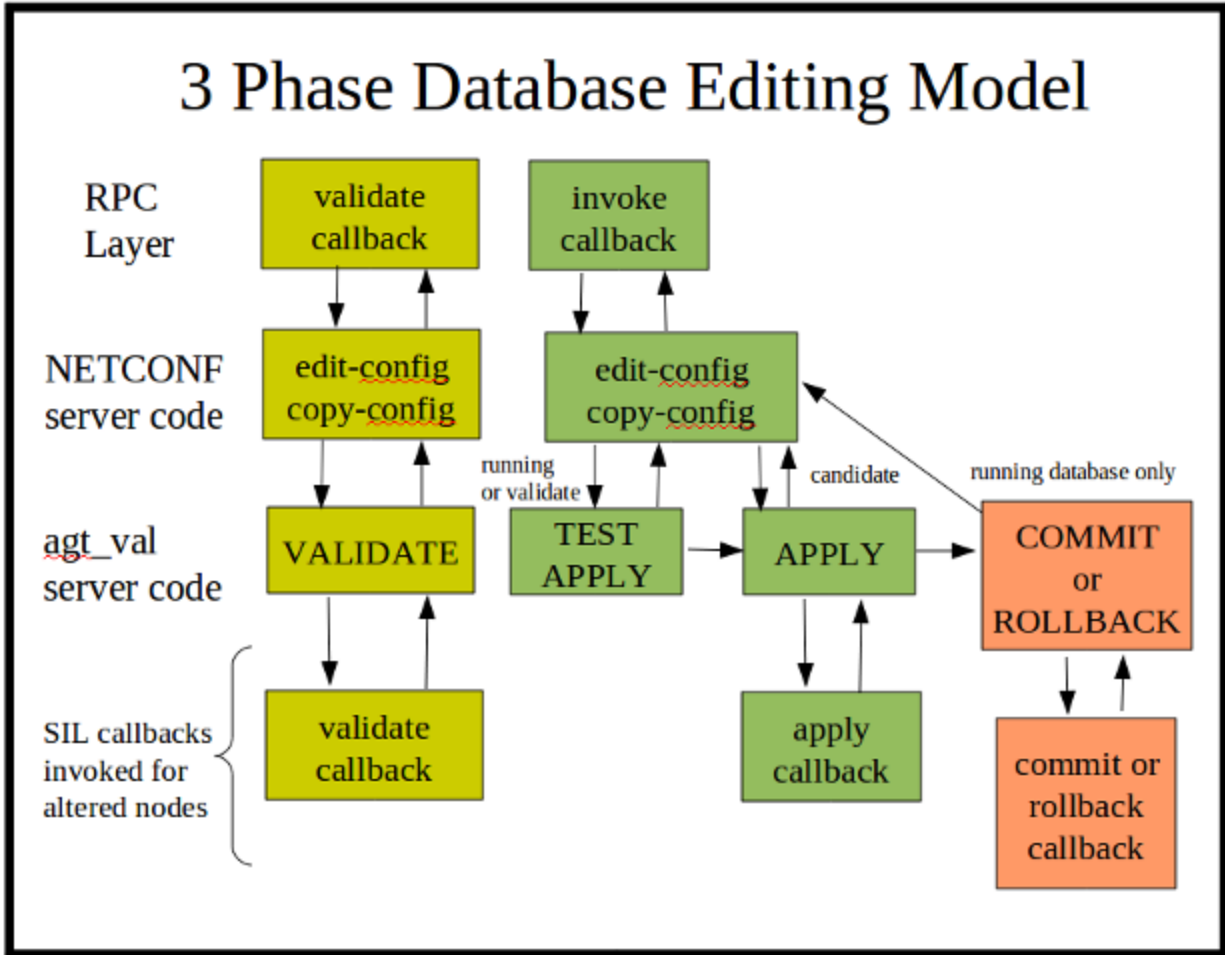 3 Phase Database Editing Model
RPC
Layer
validate
callback
invoke
callback
NETCONF
server code
edit-config
copy-config
edit-config
copy-config
running
or validate
candidate
running database only
agt_val
server code
VALIDATE
TEST
APPLY
APPLY
COMMIT
or
ROLLBACK
SIL callbacks
invoked for
altered nodes
validate
callback
apply
callback
commit or
rollback
callback